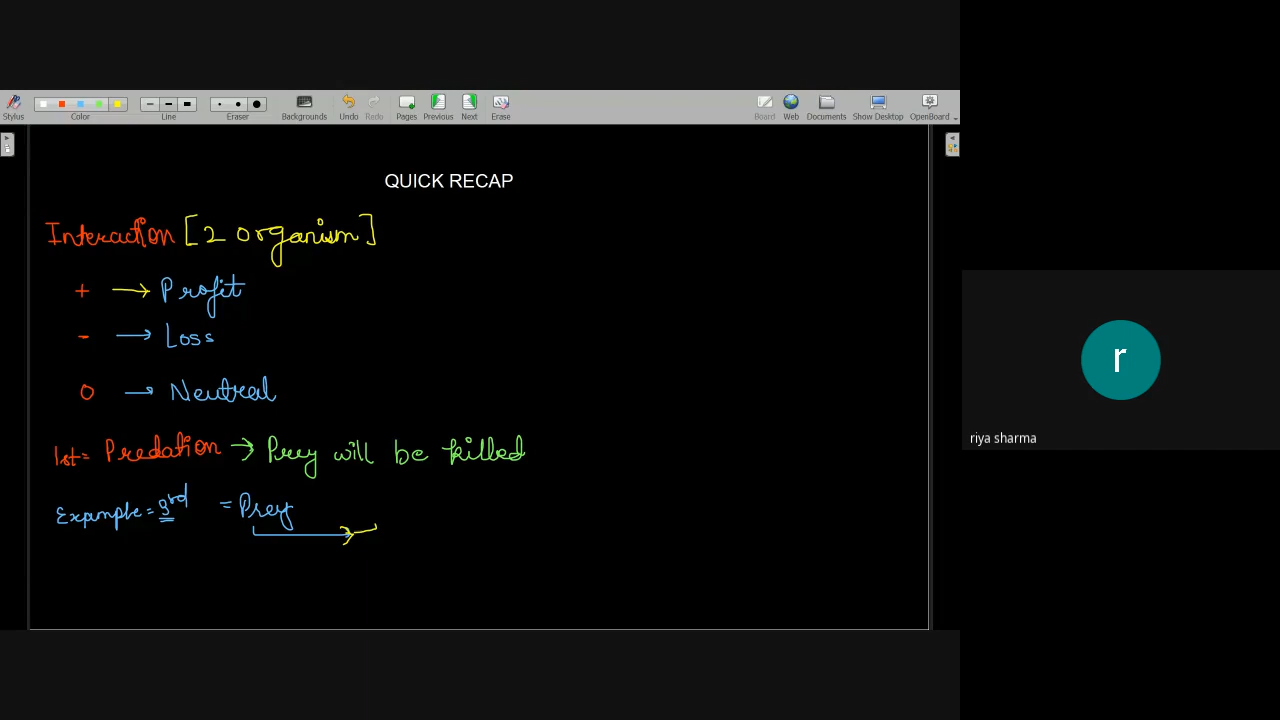 Stylus Color Line Eraser Backgrounds Undo Redo Pages Previous Next Erase Board Web Documents Show Desktop OpenBoard
QUICK RECAP
Interaction [2 organism]
+ → Profit
- → Loss
0 → Neutral
1st = Predation → Prey will be killed
Example = 3rd = Prey
r
riya sharma